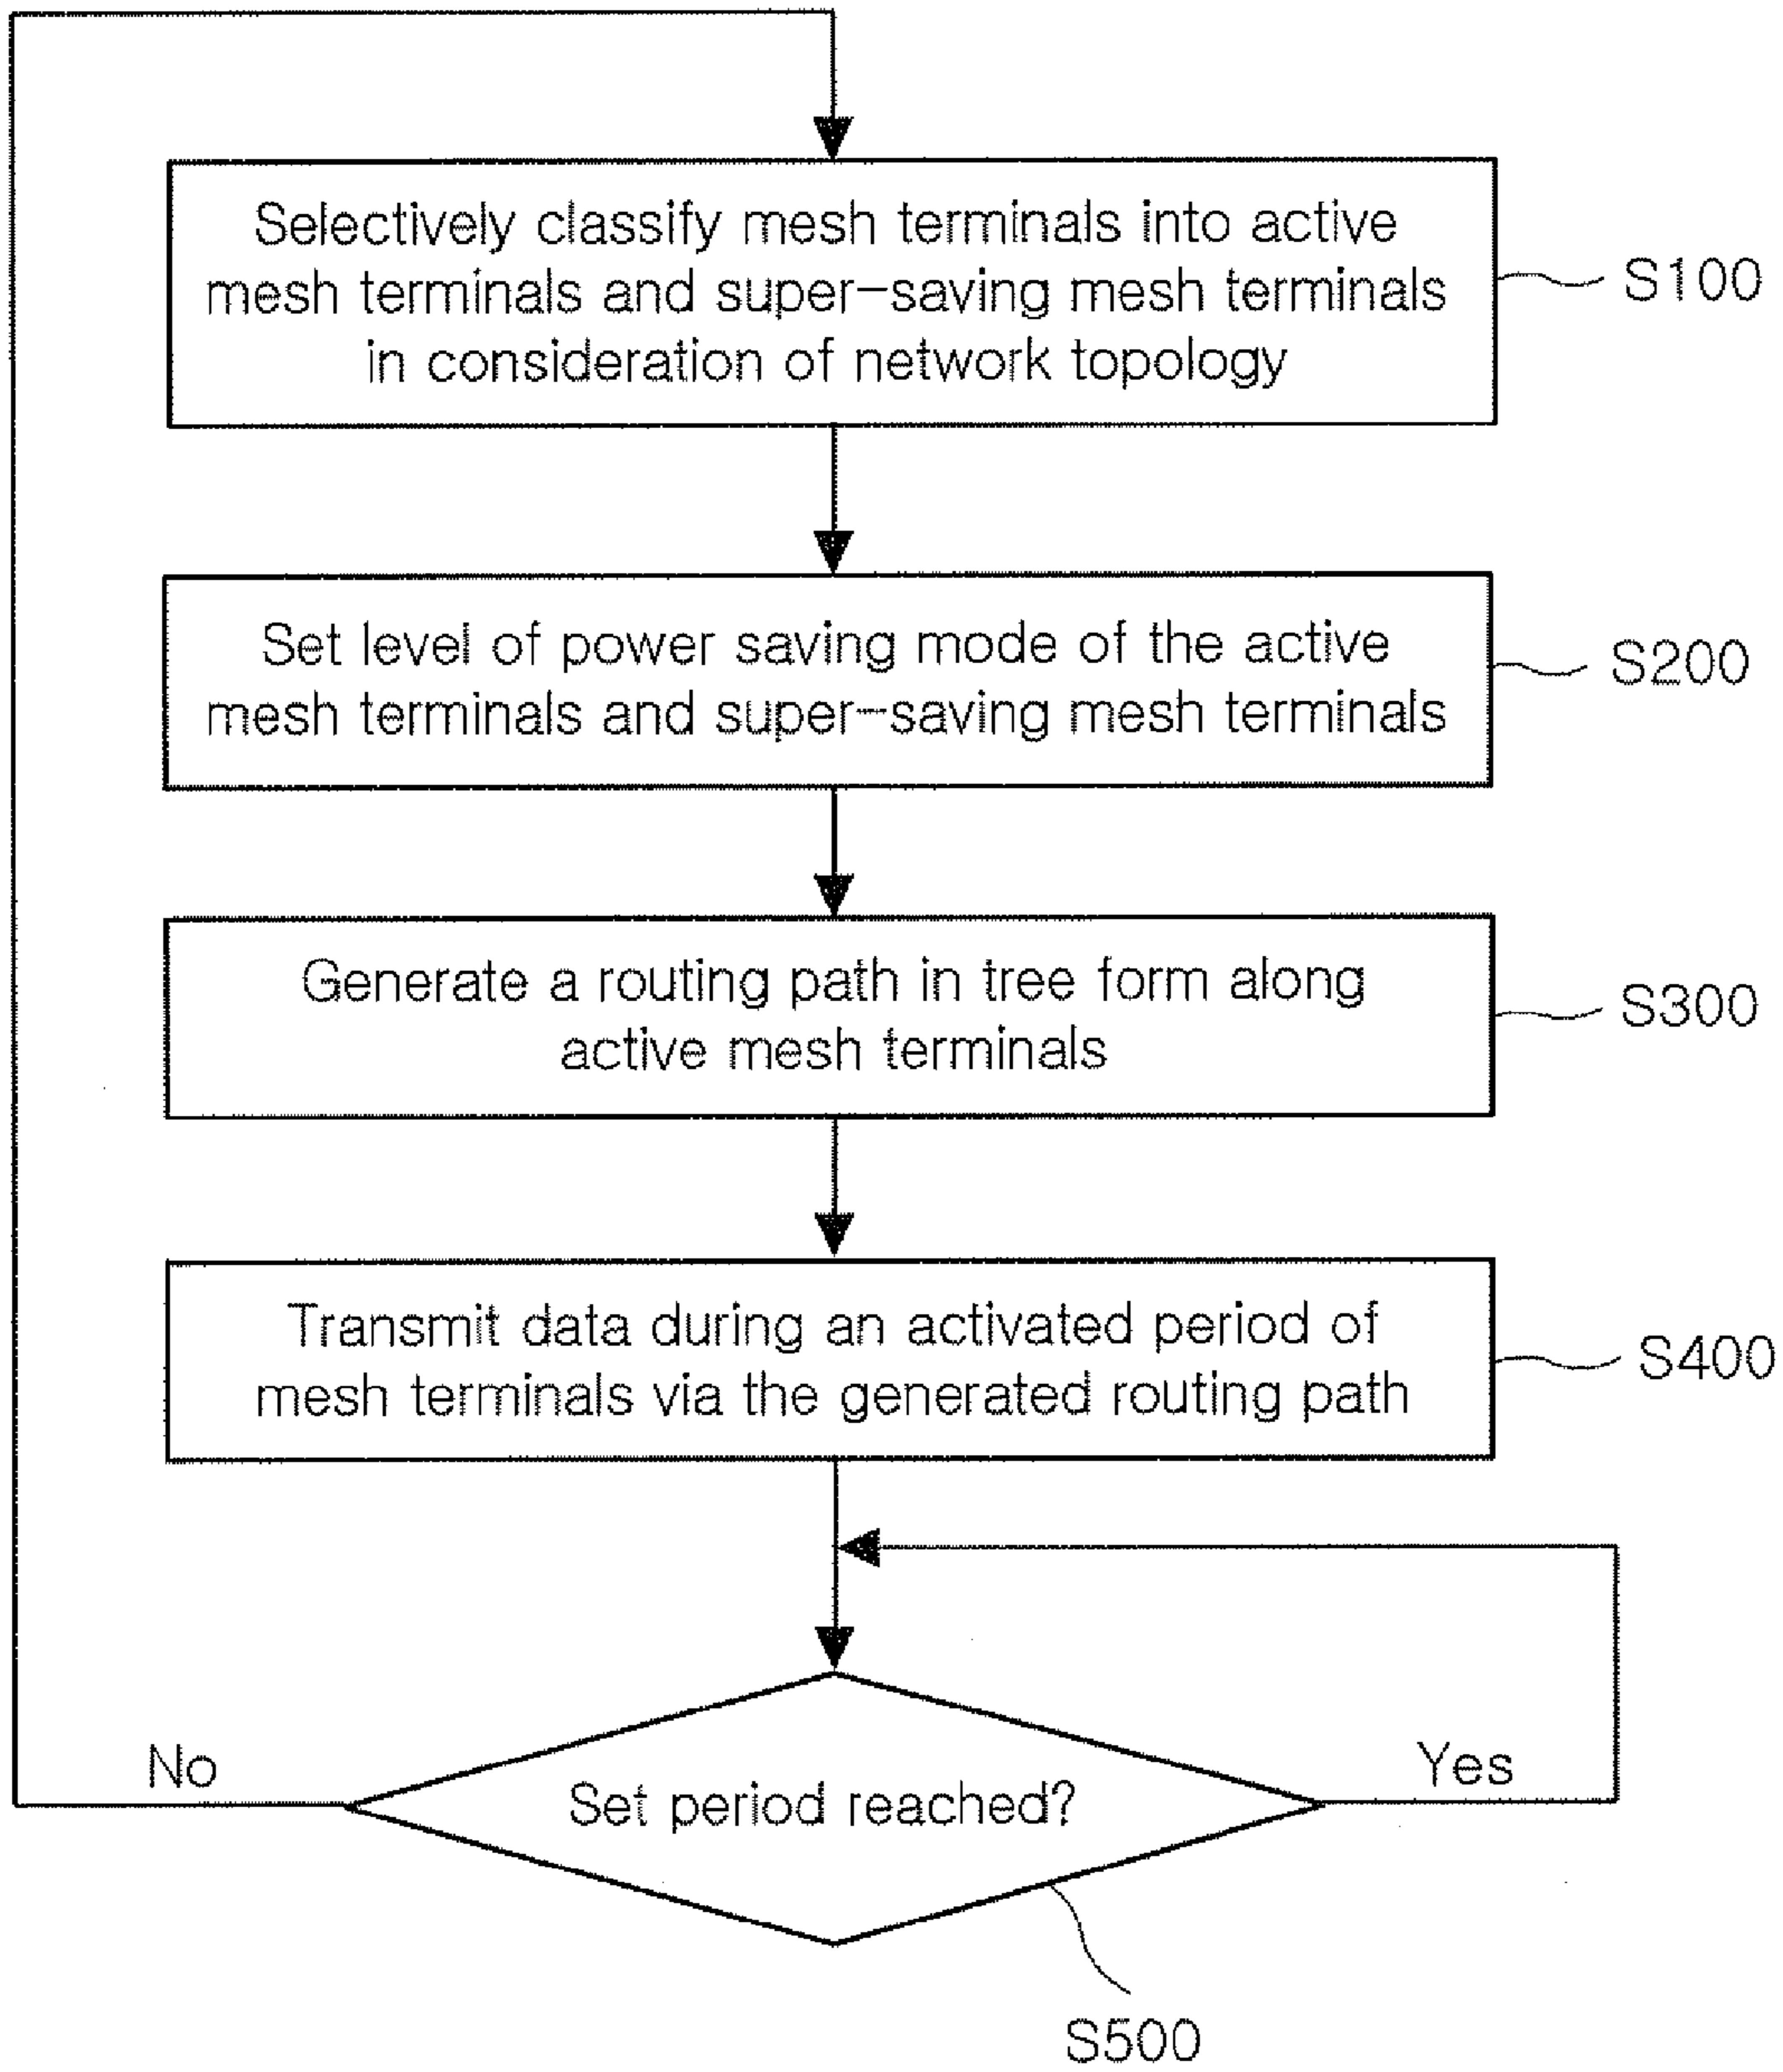 Selectively classify mesh terminals into active
mesh terminals and super-saving mesh terminals
in consideration of network topology
S100
Set level of power saving mode of the active
mesh terminals and super-saving mesh terminals
S200
Generate a routing path in tree form along
active mesh terminals
S300
Transmit data during an activated period of
mesh terminals via the generated routing path
S400
No
Set period reached?
Yes
S500